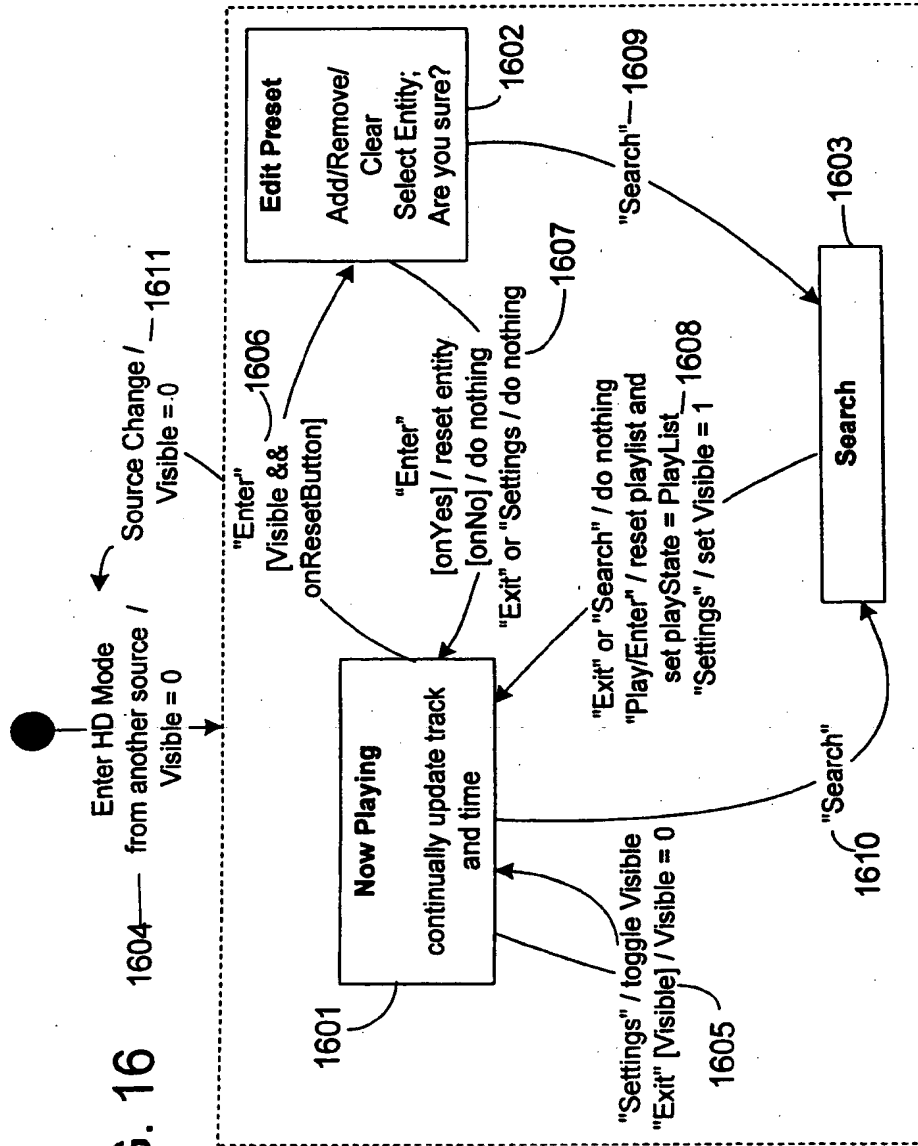 . 16
Enter HD Mode
1604 from another source /
Visible = 0
Source Change / 1611
Visible = 0
Now Playing
continually update track
and time
1601
Edit Preset
Add/Remove/
Clear
Select Entity;
Are you sure?
1602
"Enter" 1606
[Visible &&
onResetButton]
"Enter"
[onYes] / reset entity
[onNo] / do nothing
"Exit" or "Settings / do nothing
1607
"Search" 1609
"Exit" or "Search" / do nothing
"Play/Enter" / reset playlist and
set playState = PlayList 1608
"Settings" / set Visible = 1
Search
1603
"Settings" / toggle Visible
"Exit" [Visible] / Visible = 0
1605
"Search"
1610